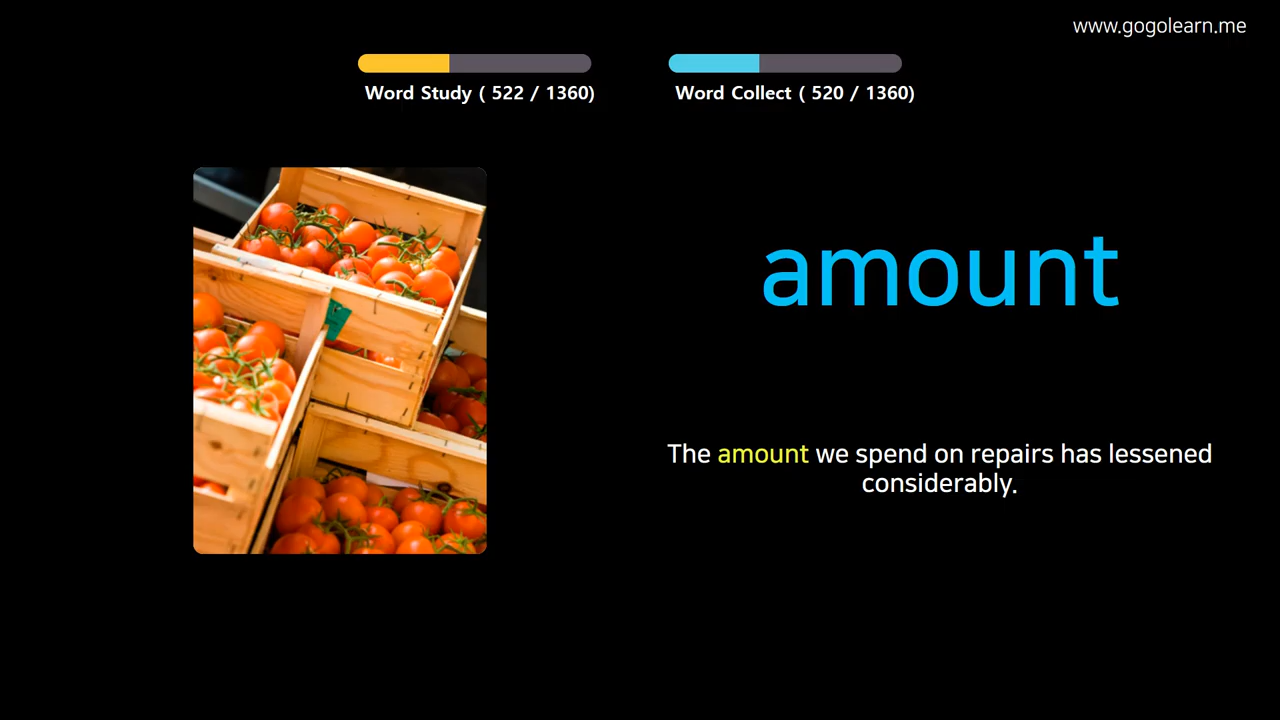 www.gogolearn.me
Word Study ( 522 / 1360)
Word Collect ( 520 / 1360)
amount
The amount we spend on repairs has lessened
considerably.